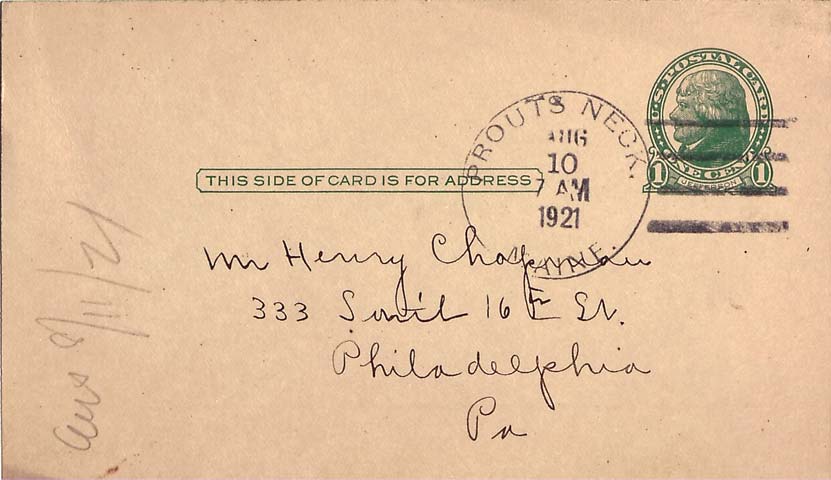 U.S. POSTAL CARD
ONE CENT
1 JEFFERSON 1
PROUTS NECK.
AUG
10
7 AM
1921
MAINE.
THIS SIDE OF CARD IS FOR ADDRESS
Mr Henry Chapman
333 South 16th St.
Philadelphia
Pa
ans 8/11/21